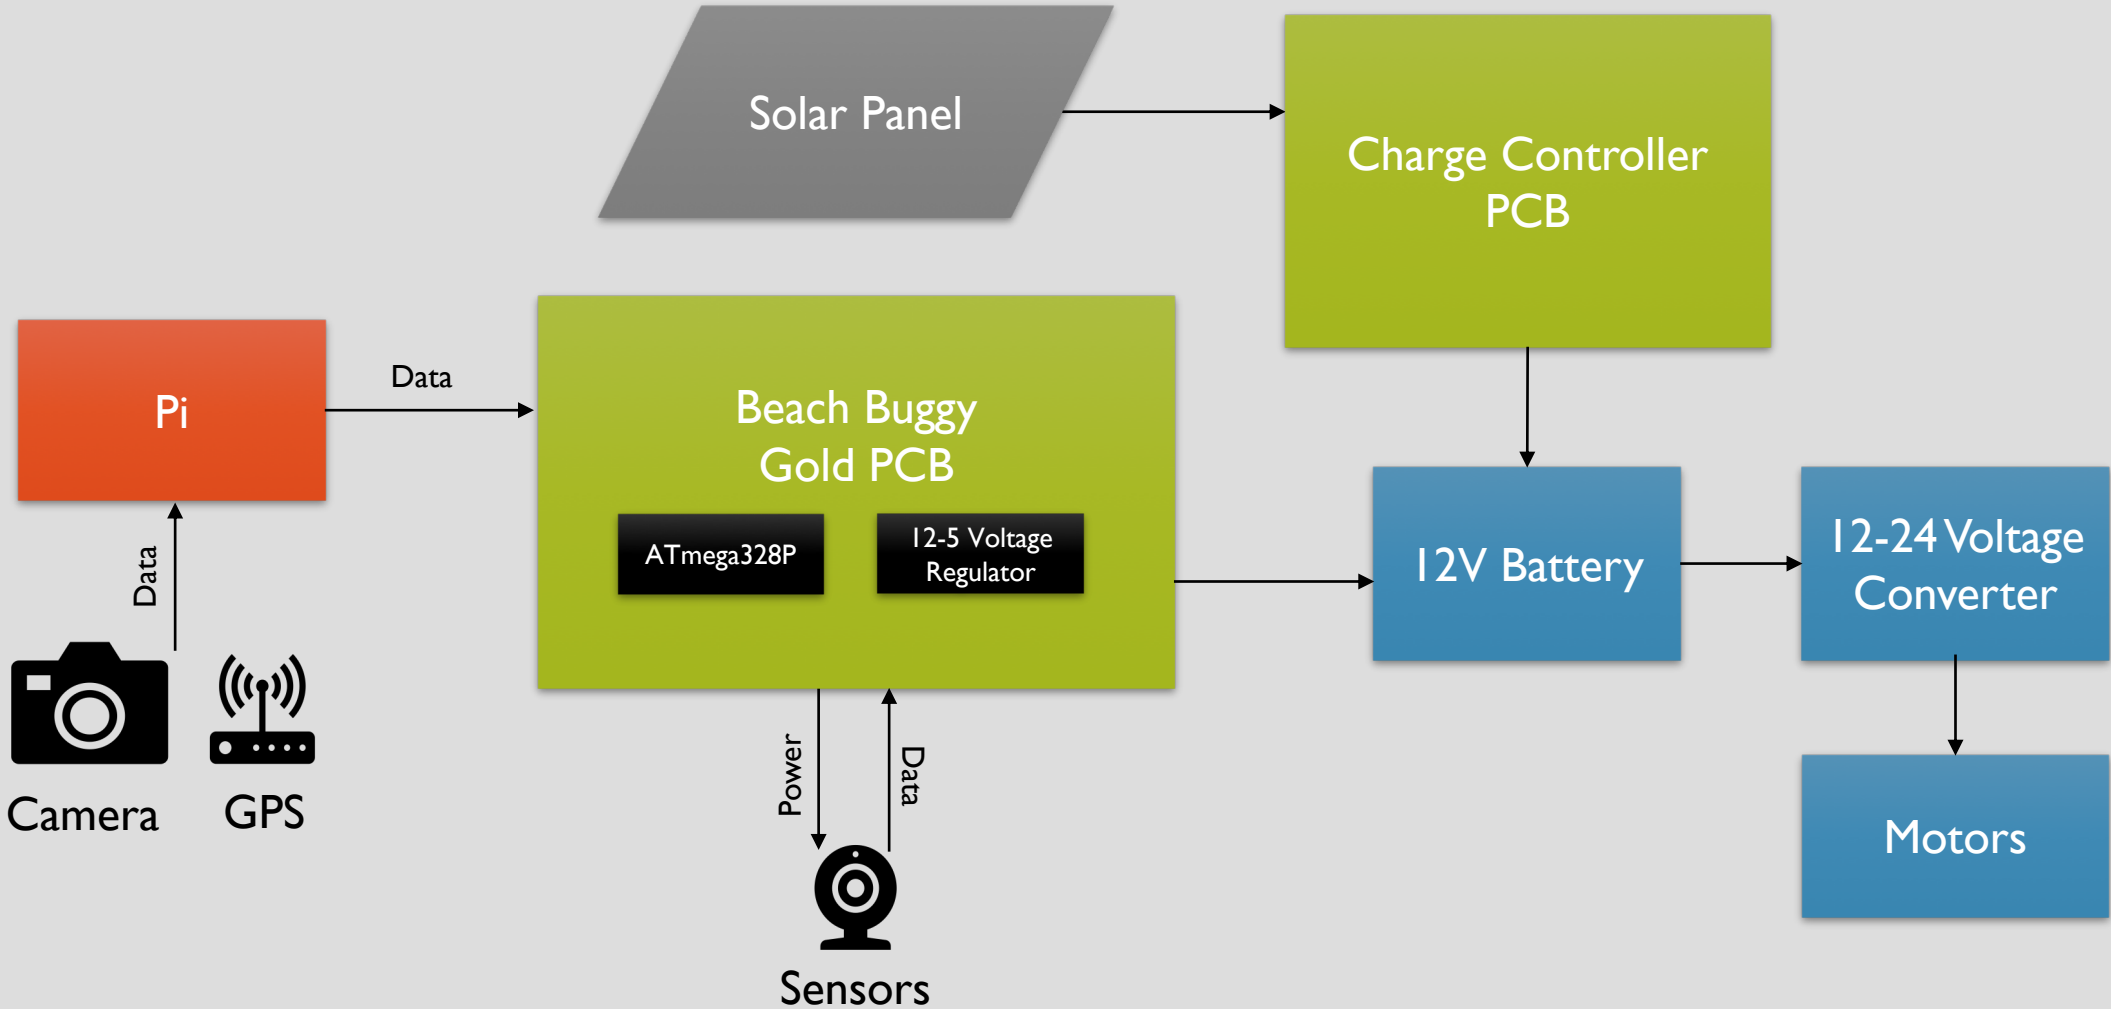 Solar Panel
Charge Controller
PCB
Pi
Data
Beach Buggy
Gold PCB
ATmega328P
12-5 Voltage
Regulator
12V Battery
12-24 Voltage
Converter
Data
Camera
GPS
Power
Data
Sensors
Motors